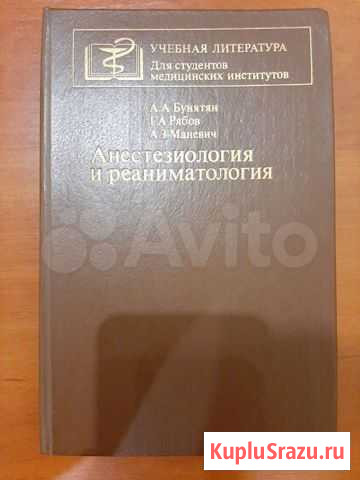 УЧЕБНАЯ ЛИТЕРАТУРА
Для студентов
медицинских институтов
А.А Бунятян
Г.А Рябов
А.З Маневич
Анестезиология
и реаниматология
Avito
KupluSrazu.ru